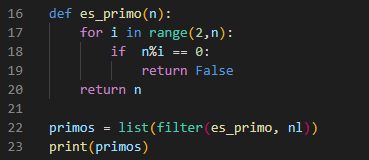 16 def es_primo(n):
17     for i in range(2,n):
18         if  n%i == 0:
19             return False
20     return n
21
22 primos = list(filter(es_primo, nl))
23 print(primos)